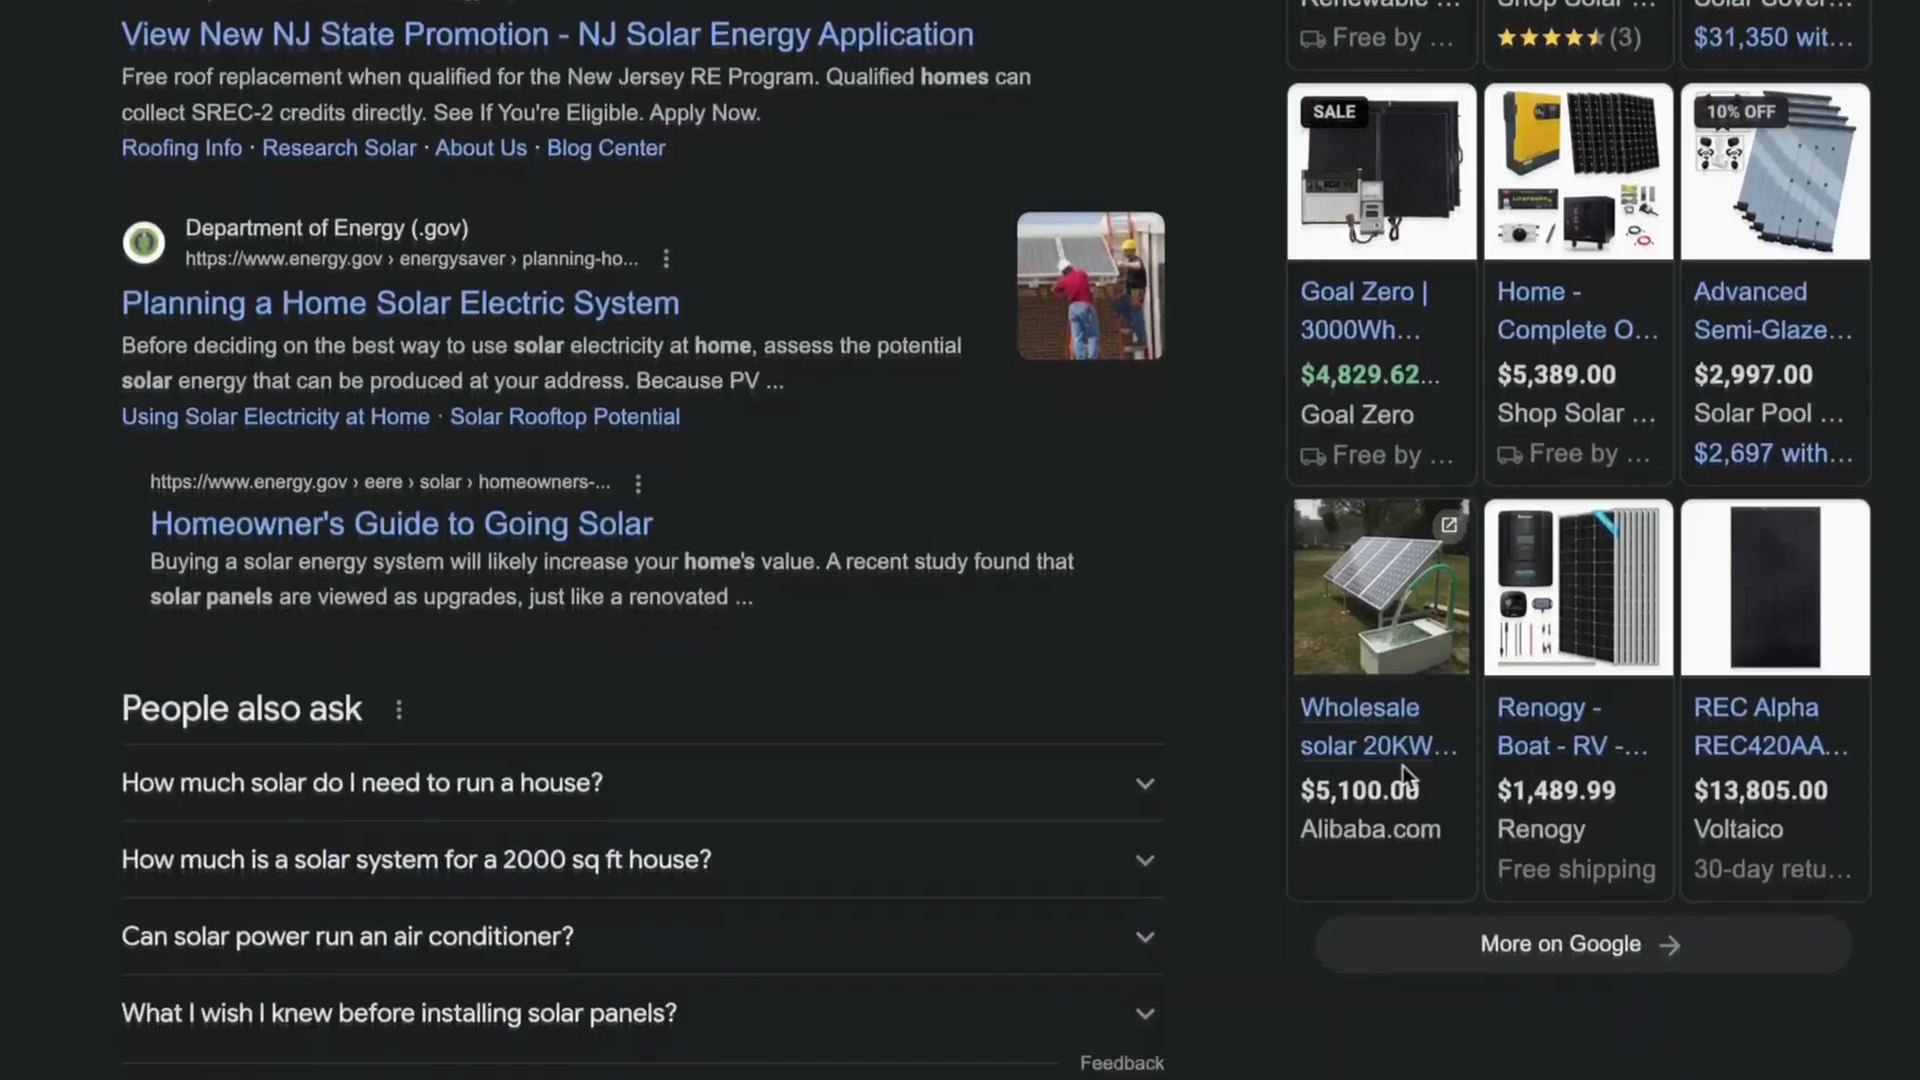 View New NJ State Promotion - NJ Solar Energy Application
Free roof replacement when qualified for the New Jersey RE Program. Qualified homes can
collect SREC-2 credits directly. See If You're Eligible. Apply Now.
Roofing Info · Research Solar · About Us · Blog Center
Department of Energy (.gov)
https://www.energy.gov › energysaver › planning-ho...
Planning a Home Solar Electric System
Before deciding on the best way to use solar electricity at home, assess the potential
solar energy that can be produced at your address. Because PV ...
Using Solar Electricity at Home · Solar Rooftop Potential
https://www.energy.gov › eere › solar › homeowners-...
Homeowner's Guide to Going Solar
Buying a solar energy system will likely increase your home's value. A recent study found that
solar panels are viewed as upgrades, just like a renovated ...
People also ask
How much solar do I need to run a house?
How much is a solar system for a 2000 sq ft house?
Can solar power run an air conditioner?
What I wish I knew before installing solar panels?
Feedback
Renewable ...
Free by ...
Shop Solar ...
(3)
$31,350 wit...
SALE
Goal Zero |
3000Wh...
$4,829.62...
Goal Zero
Free by ...
Home -
Complete O...
$5,389.00
Shop Solar ...
Free by ...
10% OFF
Advanced
Semi-Glaze...
$2,997.00
Solar Pool ...
$2,697 with...
Wholesale
solar 20KW...
$5,100.00
Alibaba.com
Renogy -
Boat - RV -...
$1,489.99
Renogy
Free shipping
REC Alpha
REC420AA...
$13,805.00
Voltaico
30-day retu...
More on Google